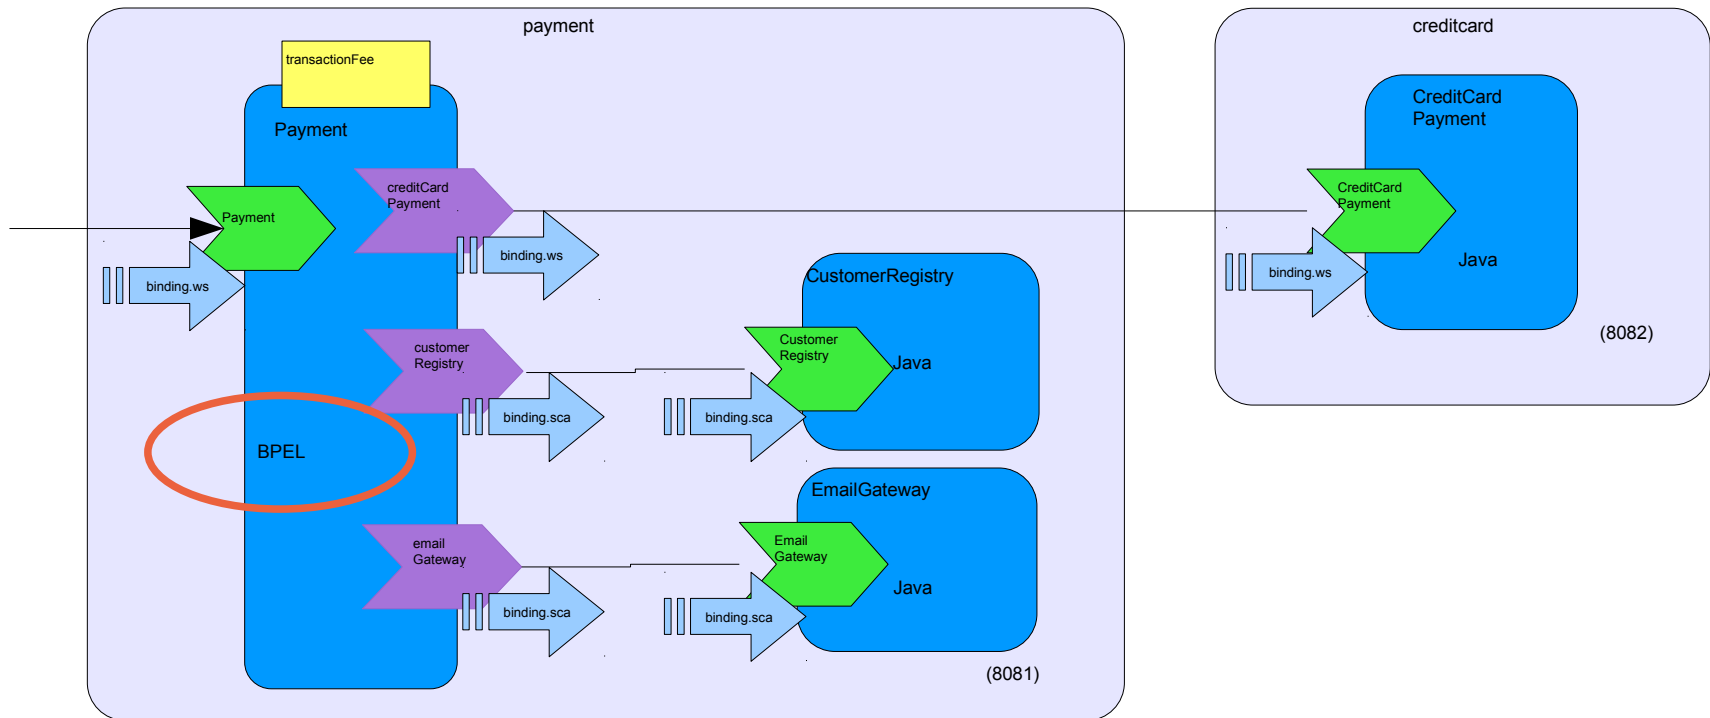 payment
creditcard
transactionFee
Payment
creditCard
Payment
Payment
binding.ws
binding.ws
customer
Registry
binding.sca
BPEL
email
Gateway
binding.sca
CustomerRegistry
Customer
Registry
Java
binding.sca
EmailGateway
Email
Gateway
Java
binding.sca
(8081)
CreditCard
Payment
CreditCard
Payment
Java
binding.ws
(8082)